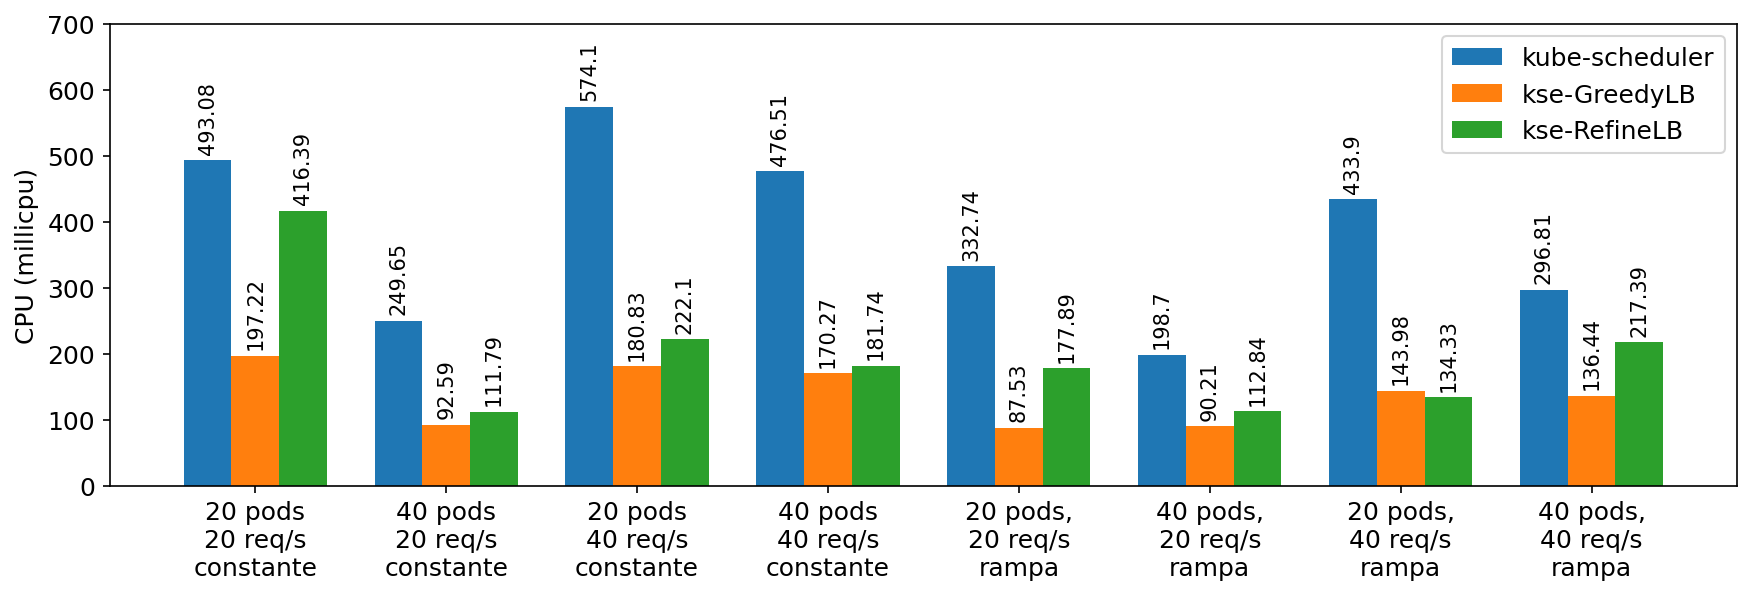 CPU (millicpu)
700
600
500
400
300
200
100
0
kube-scheduler
kse-GreedyLB
kse-RefineLB
493.08
197.22
416.39
249.65
92.59
111.79
574.1
180.83
222.1
476.51
170.27
181.74
332.74
87.53
177.89
198.7
90.21
112.84
433.9
143.98
134.33
296.81
136.44
217.39
20 pods
20 req/s
constante
40 pods
20 req/s
constante
20 pods
40 req/s
constante
40 pods
40 req/s
constante
20 pods,
20 req/s
rampa
40 pods,
20 req/s
rampa
20 pods,
40 req/s
rampa
40 pods,
40 req/s
rampa